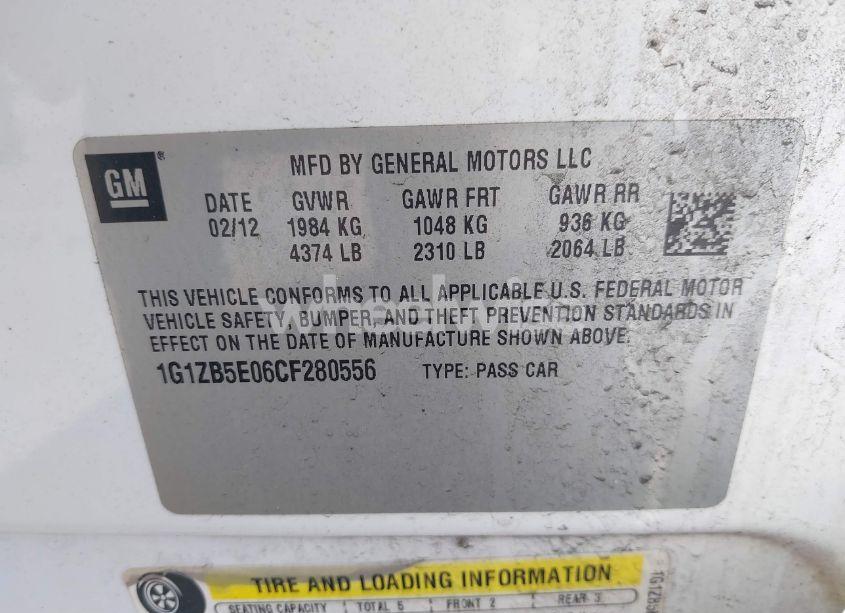 GM ®
MFD BY GENERAL MOTORS LLC
DATE GVWR GAWR FRT GAWR RR
02/12 1984 KG 1048 KG 936 KG
4374 LB 2310 LB 2064 LB
THIS VEHICLE CONFORMS TO ALL APPLICABLE U.S. FEDERAL MOTOR
VEHICLE SAFETY, BUMPER, AND THEFT PREVENTION STANDARDS IN
EFFECT ON THE DATE OF MANUFACTURE SHOWN ABOVE.
1G1ZB5E06CF280556 TYPE: PASS CAR
TIRE AND LOADING INFORMATION
SEATING CAPACITY TOTAL 5 FRONT 2 REAR 3